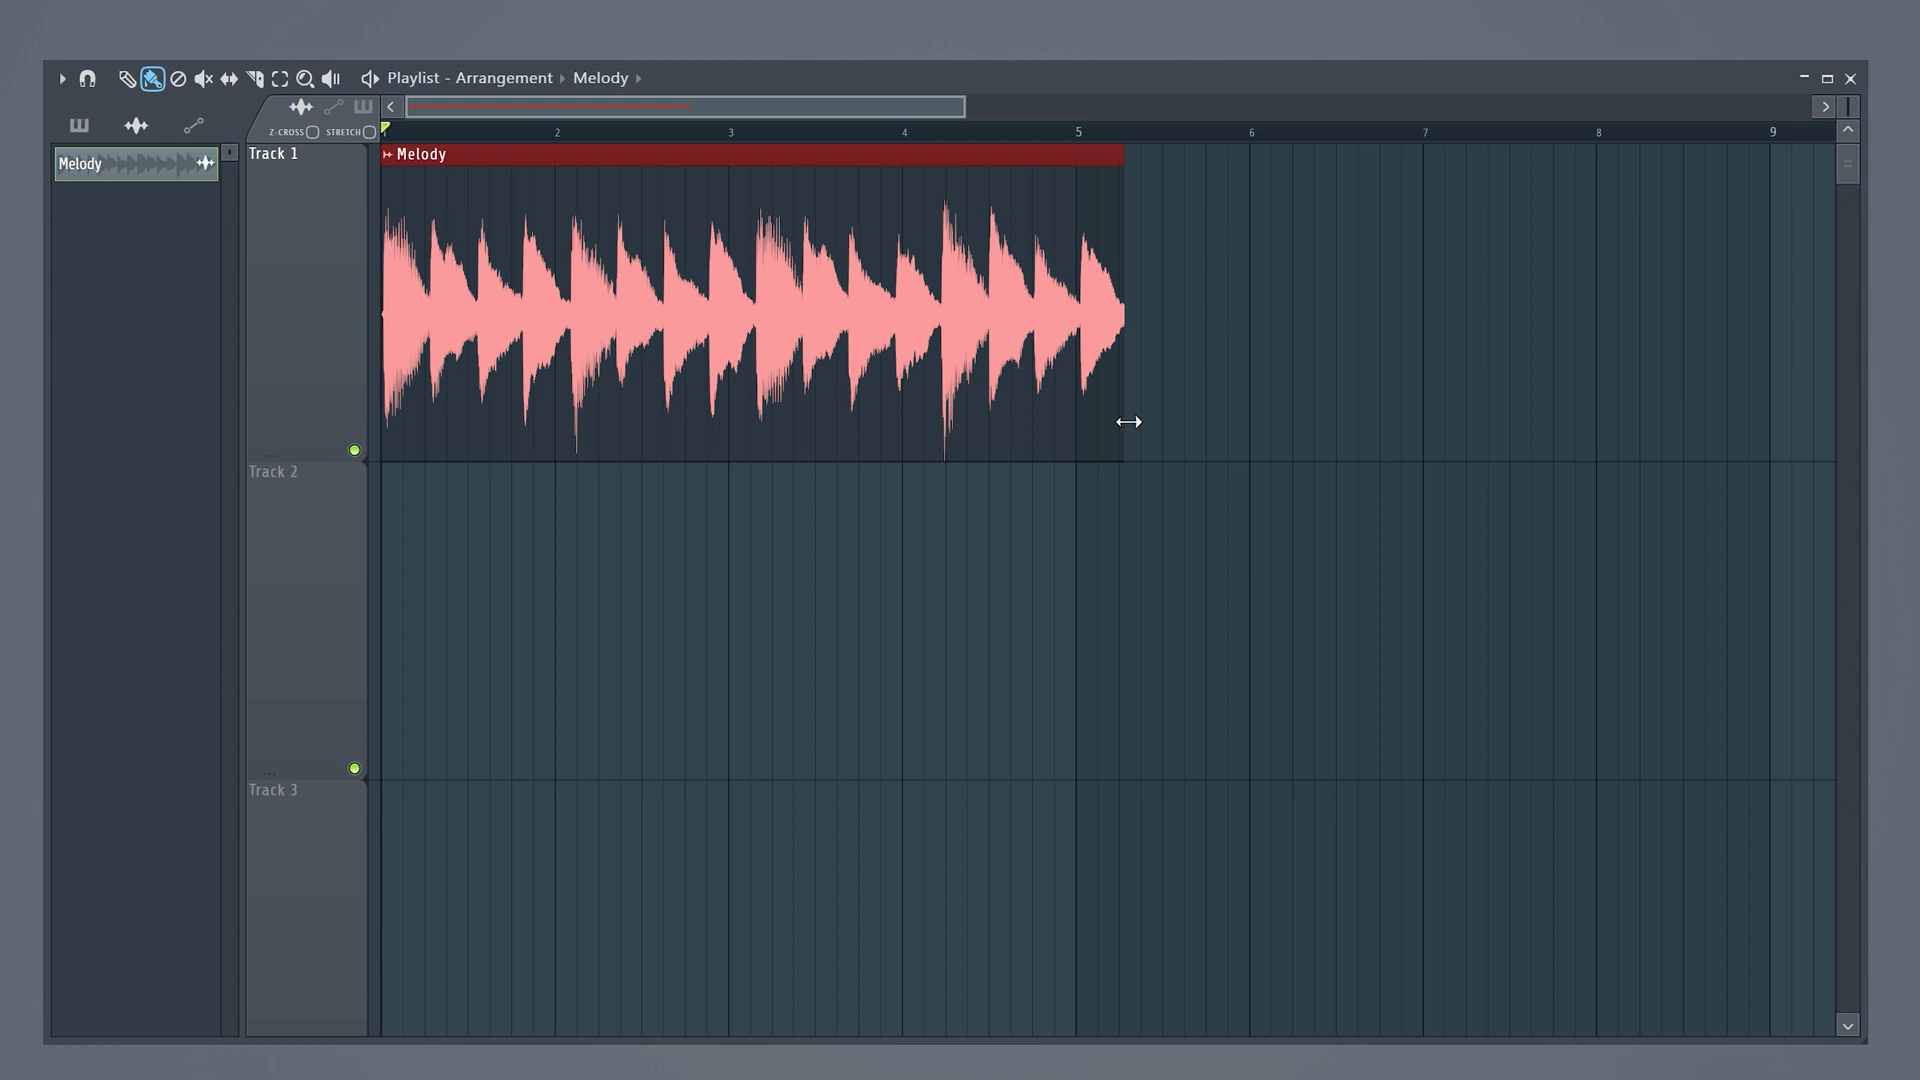 Playlist - Arrangement › Melody ›
Z-CROSS STRETCH
2 3 4 5 6 7 8 9
Melody
Track 1
Melody
Track 2
Track 3